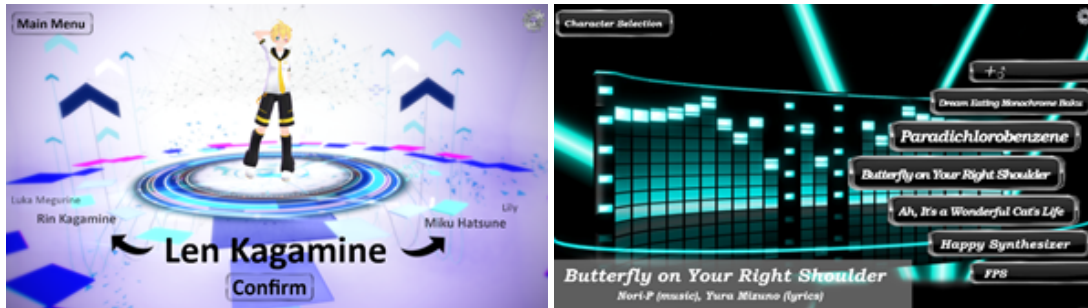 Main Menu
Luka Megurine
Lily
Rin Kagamine
Miku Hatsune
Len Kagamine
Confirm
Character Selection
+♂
Dream Eating Monochrome Baku
Paradichlorobenzene
Butterfly on Your Right Shoulder
Ah, It's a Wonderful Cat's Life
Happy Synthesizer
FPS
Butterfly on Your Right Shoulder
Nori-P (music), Yura Mizuno (lyrics)